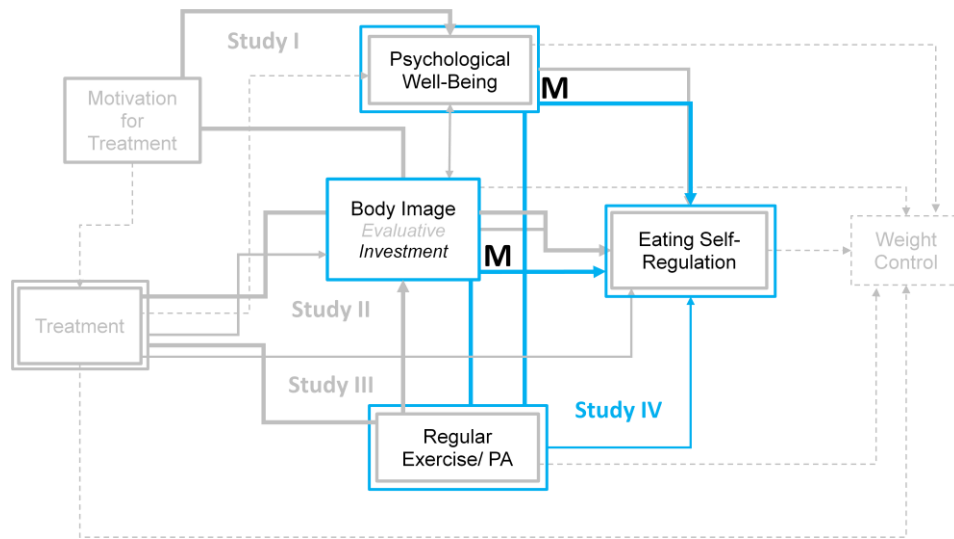 Study I
Psychological
Well-Being
M
Motivation
for
Treatment
Body Image
Evaluative
Investment
M
Eating Self-
Regulation
Weight
Control
Treatment
Study II
Study III
Study IV
Regular
Exercise/ PA